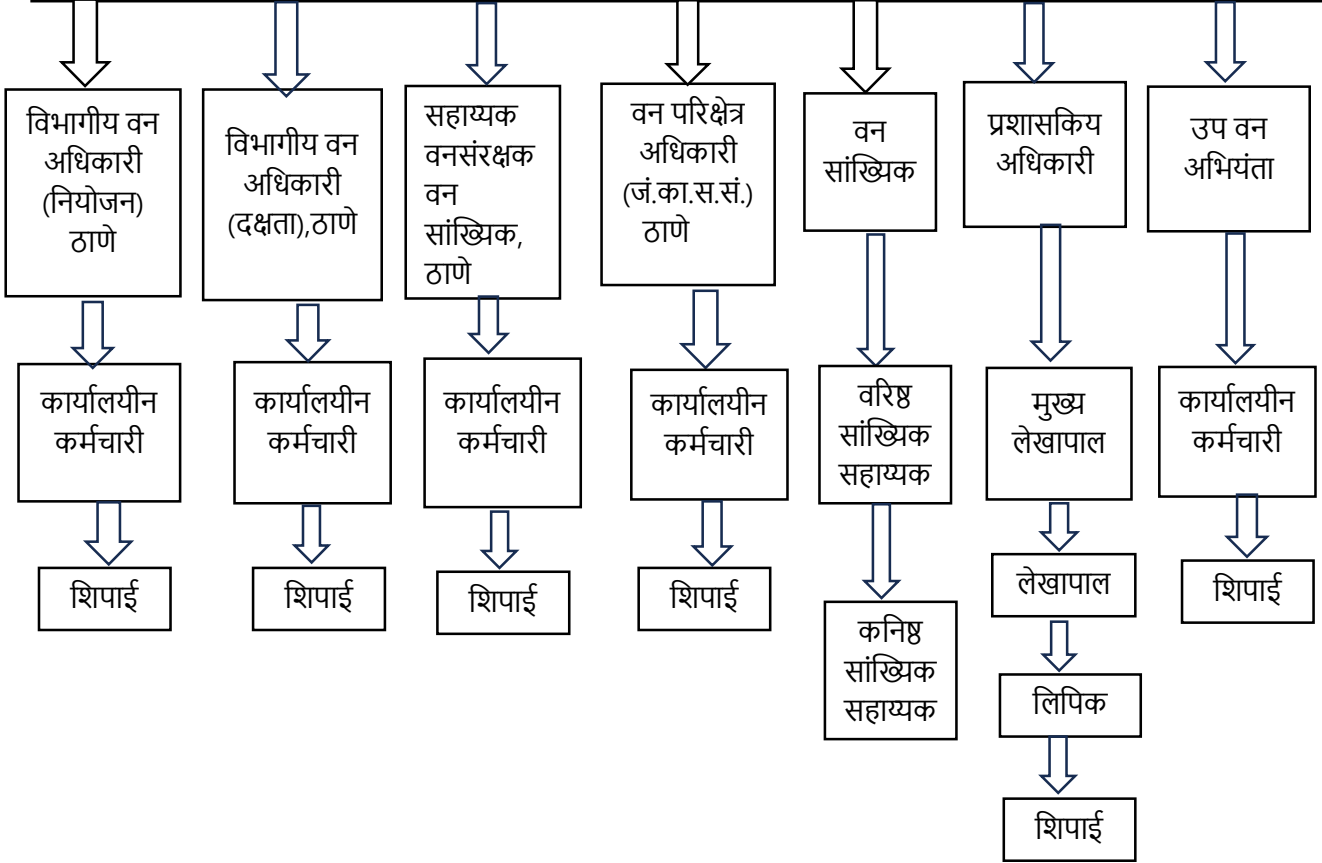 विभागीय वन
अधिकारी
(नियोजन)
ठाणे
विभागीय वन
अधिकारी
(दक्षता),ठाणे
सहाय्यक
वनसंरक्षक
वन
सांख्यिक,
ठाणे
वन परिक्षेत्र
अधिकारी
(जं.का.स.सं.)
ठाणे
वन
सांख्यिक
प्रशासकिय
अधिकारी
उप वन
अभियंता
कार्यालयीन
कर्मचारी
कार्यालयीन
कर्मचारी
कार्यालयीन
कर्मचारी
कार्यालयीन
कर्मचारी
वरिष्ठ
सांख्यिक
सहाय्यक
मुख्य
लेखापाल
कार्यालयीन
कर्मचारी
शिपाई
शिपाई
शिपाई
शिपाई
कनिष्ठ
सांख्यिक
सहाय्यक
लेखापाल
शिपाई
लिपिक
शिपाई